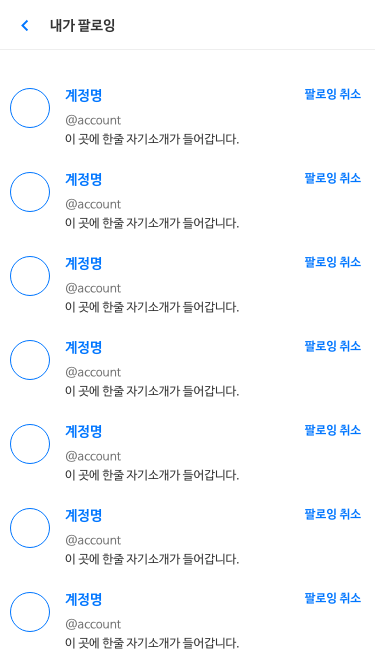 내가 팔로잉
계정명 팔로잉 취소
@account
이 곳에 한줄 자기소개가 들어갑니다.
계정명 팔로잉 취소
@account
이 곳에 한줄 자기소개가 들어갑니다.
계정명 팔로잉 취소
@account
이 곳에 한줄 자기소개가 들어갑니다.
계정명 팔로잉 취소
@account
이 곳에 한줄 자기소개가 들어갑니다.
계정명 팔로잉 취소
@account
이 곳에 한줄 자기소개가 들어갑니다.
계정명 팔로잉 취소
@account
이 곳에 한줄 자기소개가 들어갑니다.
계정명 팔로잉 취소
@account
이 곳에 한줄 자기소개가 들어갑니다.